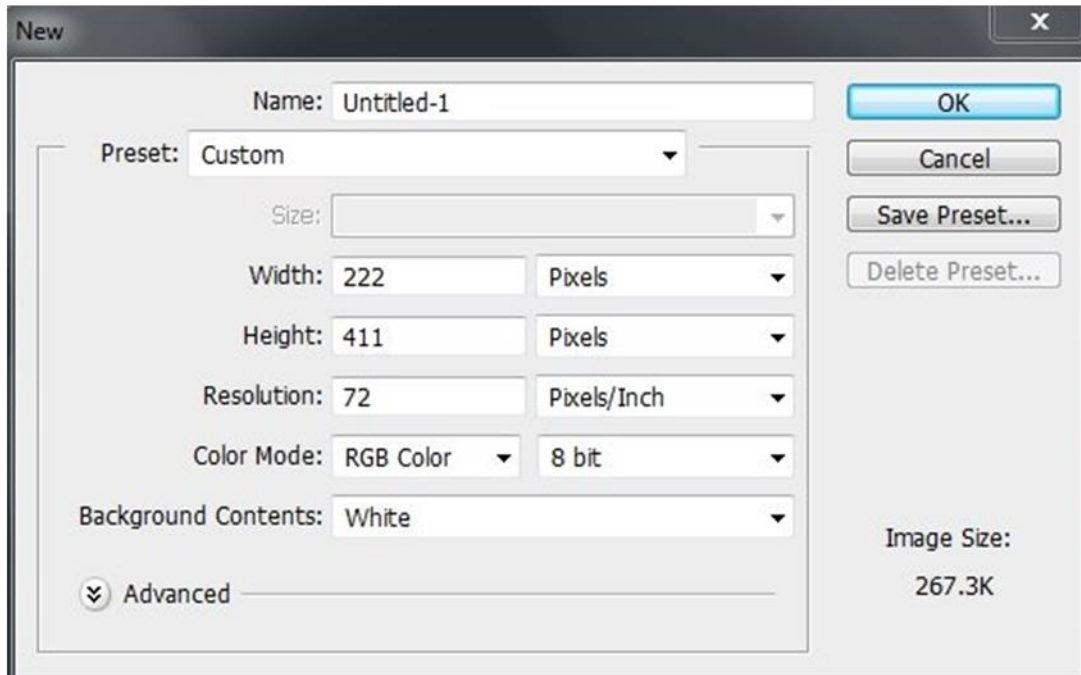 New
x
Name: Untitled-1
OK
Preset: Custom
Cancel
Size:
Save Preset...
Width: 222 Pixels
Delete Preset...
Height: 411 Pixels
Resolution: 72 Pixels/Inch
Color Mode: RGB Color 8 bit
Background Contents: White
Image Size:
267.3K
Advanced